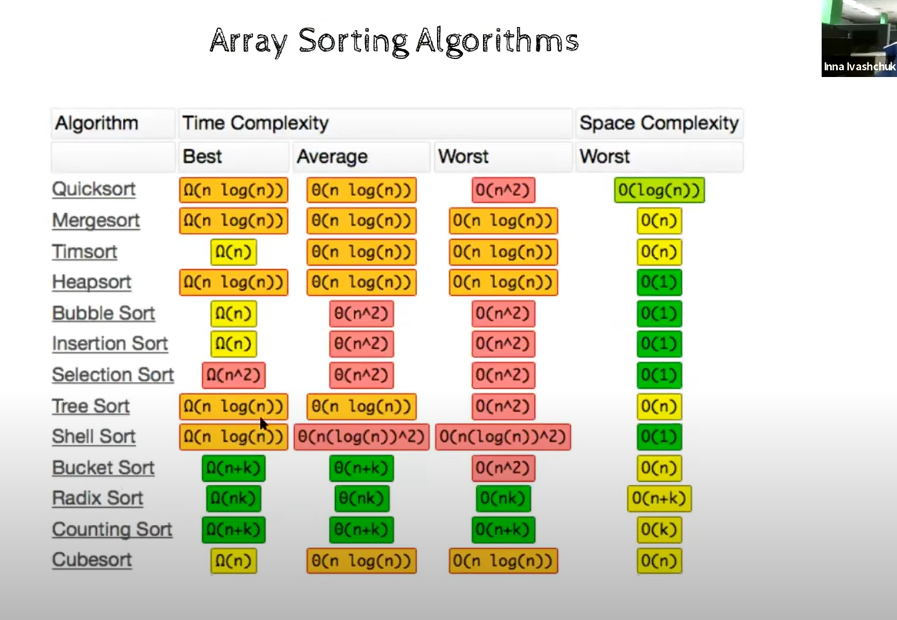 Array Sorting Algorithms
Inna Ivashchuk
Algorithm Time Complexity Space Complexity
Best Average Worst Worst
Quicksort Ω(n log(n)) Θ(n log(n)) O(n^2) O(log(n))
Mergesort Ω(n log(n)) Θ(n log(n)) O(n log(n)) O(n)
Timsort Ω(n) Θ(n log(n)) O(n log(n)) O(n)
Heapsort Ω(n log(n)) Θ(n log(n)) O(n log(n)) O(1)
Bubble Sort Ω(n) Θ(n^2) O(n^2) O(1)
Insertion Sort Ω(n) Θ(n^2) O(n^2) O(1)
Selection Sort Ω(n^2) Θ(n^2) O(n^2) O(1)
Tree Sort Ω(n log(n)) Θ(n log(n)) O(n^2) O(n)
Shell Sort Ω(n log(n)) Θ(n(log(n))^2) O(n(log(n))^2) O(1)
Bucket Sort Ω(n+k) Θ(n+k) O(n^2) O(n)
Radix Sort Ω(nk) Θ(nk) O(nk) O(n+k)
Counting Sort Ω(n+k) Θ(n+k) O(n+k) O(k)
Cubesort Ω(n) Θ(n log(n)) O(n log(n)) O(n)